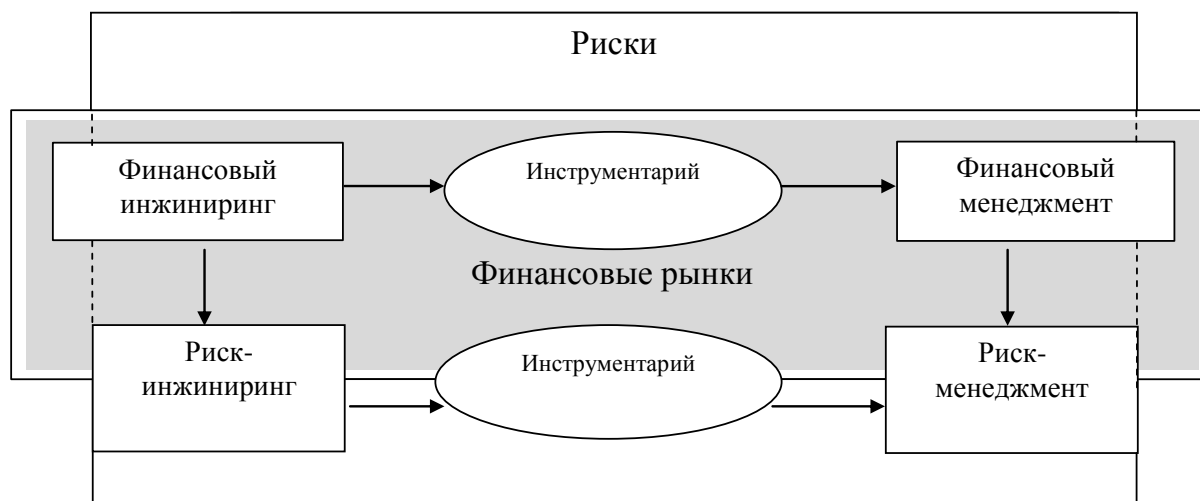 Риски
Финансовый
инжиниринг
Инструментарий
Финансовый
менеджмент
Финансовые рынки
Риск-
инжиниринг
Инструментарий
Риск-
менеджмент